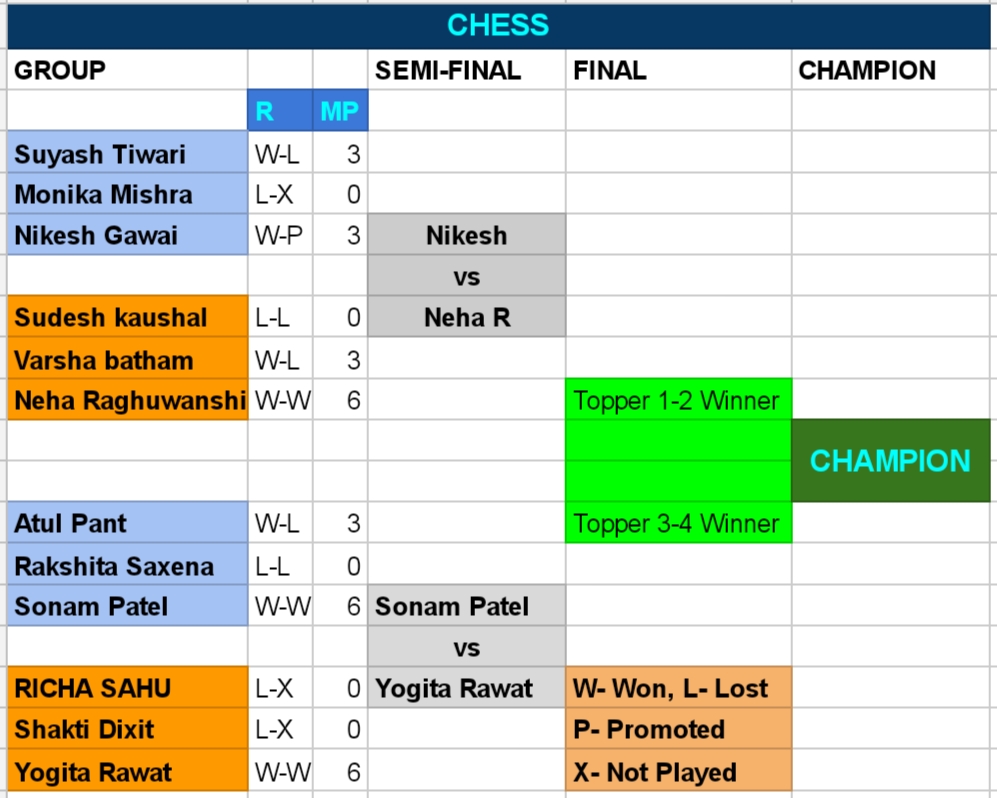 CHESS
GROUP SEMI-FINAL FINAL CHAMPION
R MP
Suyash Tiwari W-L 3
Monika Mishra L-X 0
Nikesh Gawai W-P 3 Nikesh
vs
Sudesh kaushal L-L 0 Neha R
Varsha batham W-L 3
Neha Raghuwanshi W-W 6 Topper 1-2 Winner
CHAMPION
Atul Pant W-L 3 Topper 3-4 Winner
Rakshita Saxena L-L 0
Sonam Patel W-W 6 Sonam Patel
vs
RICHA SAHU L-X 0 Yogita Rawat W- Won, L- Lost
Shakti Dixit L-X 0 P- Promoted
Yogita Rawat W-W 6 X- Not Played